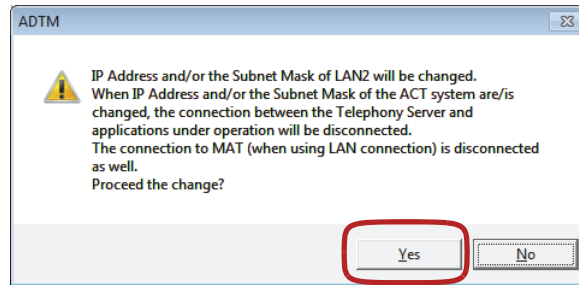 ADTM
IP Address and/or the Subnet Mask of LAN2 will be changed.
When IP Address and/or the Subnet Mask of the ACT system are/is
changed, the connection between the Telephony Server and
applications under operation will be disconnected.
The connection to MAT (when using LAN connection) is disconnected
as well.
Proceed the change?
Yes
No